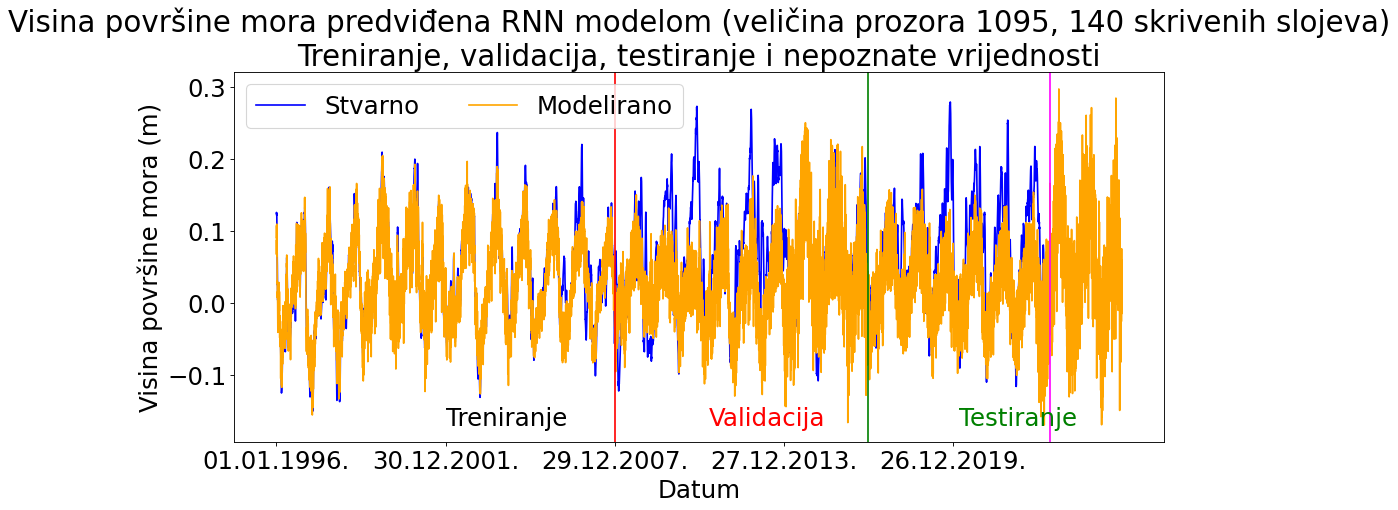 Visina površine mora predviđena RNN modelom (veličina prozora 1095, 140 skrivenih slojeva)
Treniranje, validacija, testiranje i nepoznate vrijednosti
Stvarno
Modelirano
Visina površine mora (m)
0.3
0.2
0.1
0.0
−0.1
Treniranje
Validacija
Testiranje
01.01.1996.
30.12.2001.
29.12.2007.
27.12.2013.
26.12.2019.
Datum